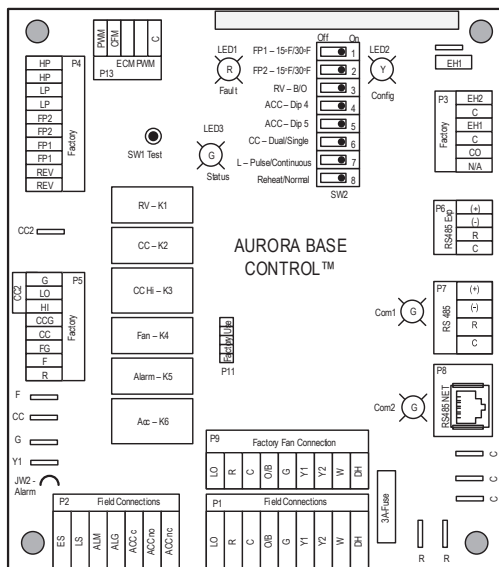 PWM
CFM
C
ECM PWM
P13
Off On
LED1
FP1 – 15ºF/30ºF 1
LED2
R
FP2 – 15ºF/30ºF 2
Y
EH1
Fault
RV – B/O 3
Config
ACC – Dip 4 4
ACC – Dip 5 5
CC – Dual/Single 6
L – Pulse/Continuous 7
Reheat/Normal 8
SW2
P4
HP
HP
LP
LP
FP2
FP2
FP1
FP1
REV
REV
Factory
SW1 Test
LED3
G
Status
P3
EH2
C
EH1
C
CO
N/A
Factory
RV – K1
CC – K2
CC Hi – K3
Fan – K4
Alarm – K5
Acc – K6
AURORA BASE
CONTROL™
P6
(+)
(-)
R
C
RS485 Exp
CC2
P5
CC2
G
LO
HI
CCG
CC
FG
F
R
Factory
Factory Use
P11
Com1
G
P7
(+)
(-)
R
C
RS 485
P8
RS485 NET
Com2
G
F
CC
G
Y1
JW2 -
Alarm
P9 Factory Fan Connection
LO R C O/B G Y1 Y2 W DH
P2 Field Connections
ES LS ALM ALG ACC c ACC no ACC nc
P1 Field Connections
LO R C O/B G Y1 Y2 W DH
3A-Fuse
C
C
C
R R